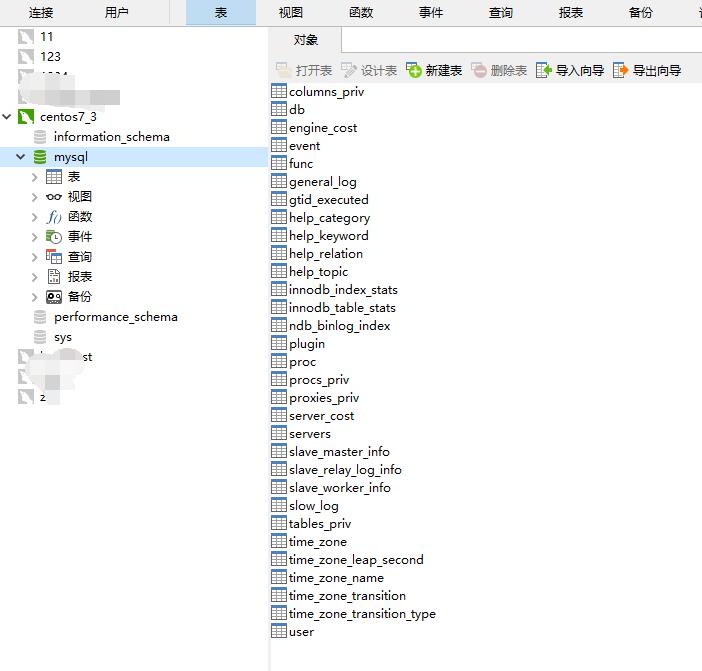 连接 用户 表 视图 函数 事件 查询 报表 备份
11
123
centos7_3
information_schema
mysql
表
视图
函数
事件
查询
报表
备份
performance_schema
sys
z
对象
打开表 设计表 新建表 删除表 导入向导 导出向导
columns_priv
db
engine_cost
event
func
general_log
gtid_executed
help_category
help_keyword
help_relation
help_topic
innodb_index_stats
innodb_table_stats
ndb_binlog_index
plugin
proc
procs_priv
proxies_priv
server_cost
servers
slave_master_info
slave_relay_log_info
slave_worker_info
slow_log
tables_priv
time_zone
time_zone_leap_second
time_zone_name
time_zone_transition
time_zone_transition_type
user